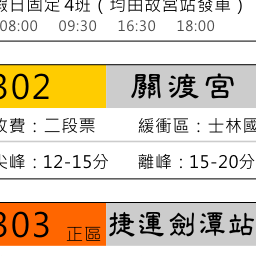 假日固定4班（均由故宮站發車）
08:00 09:30 16:30 18:00
302 關渡宮
收費：二段票 緩衝區：士林國
尖峰：12-15分 離峰：15-20分
303 正區 捷運劍潭站